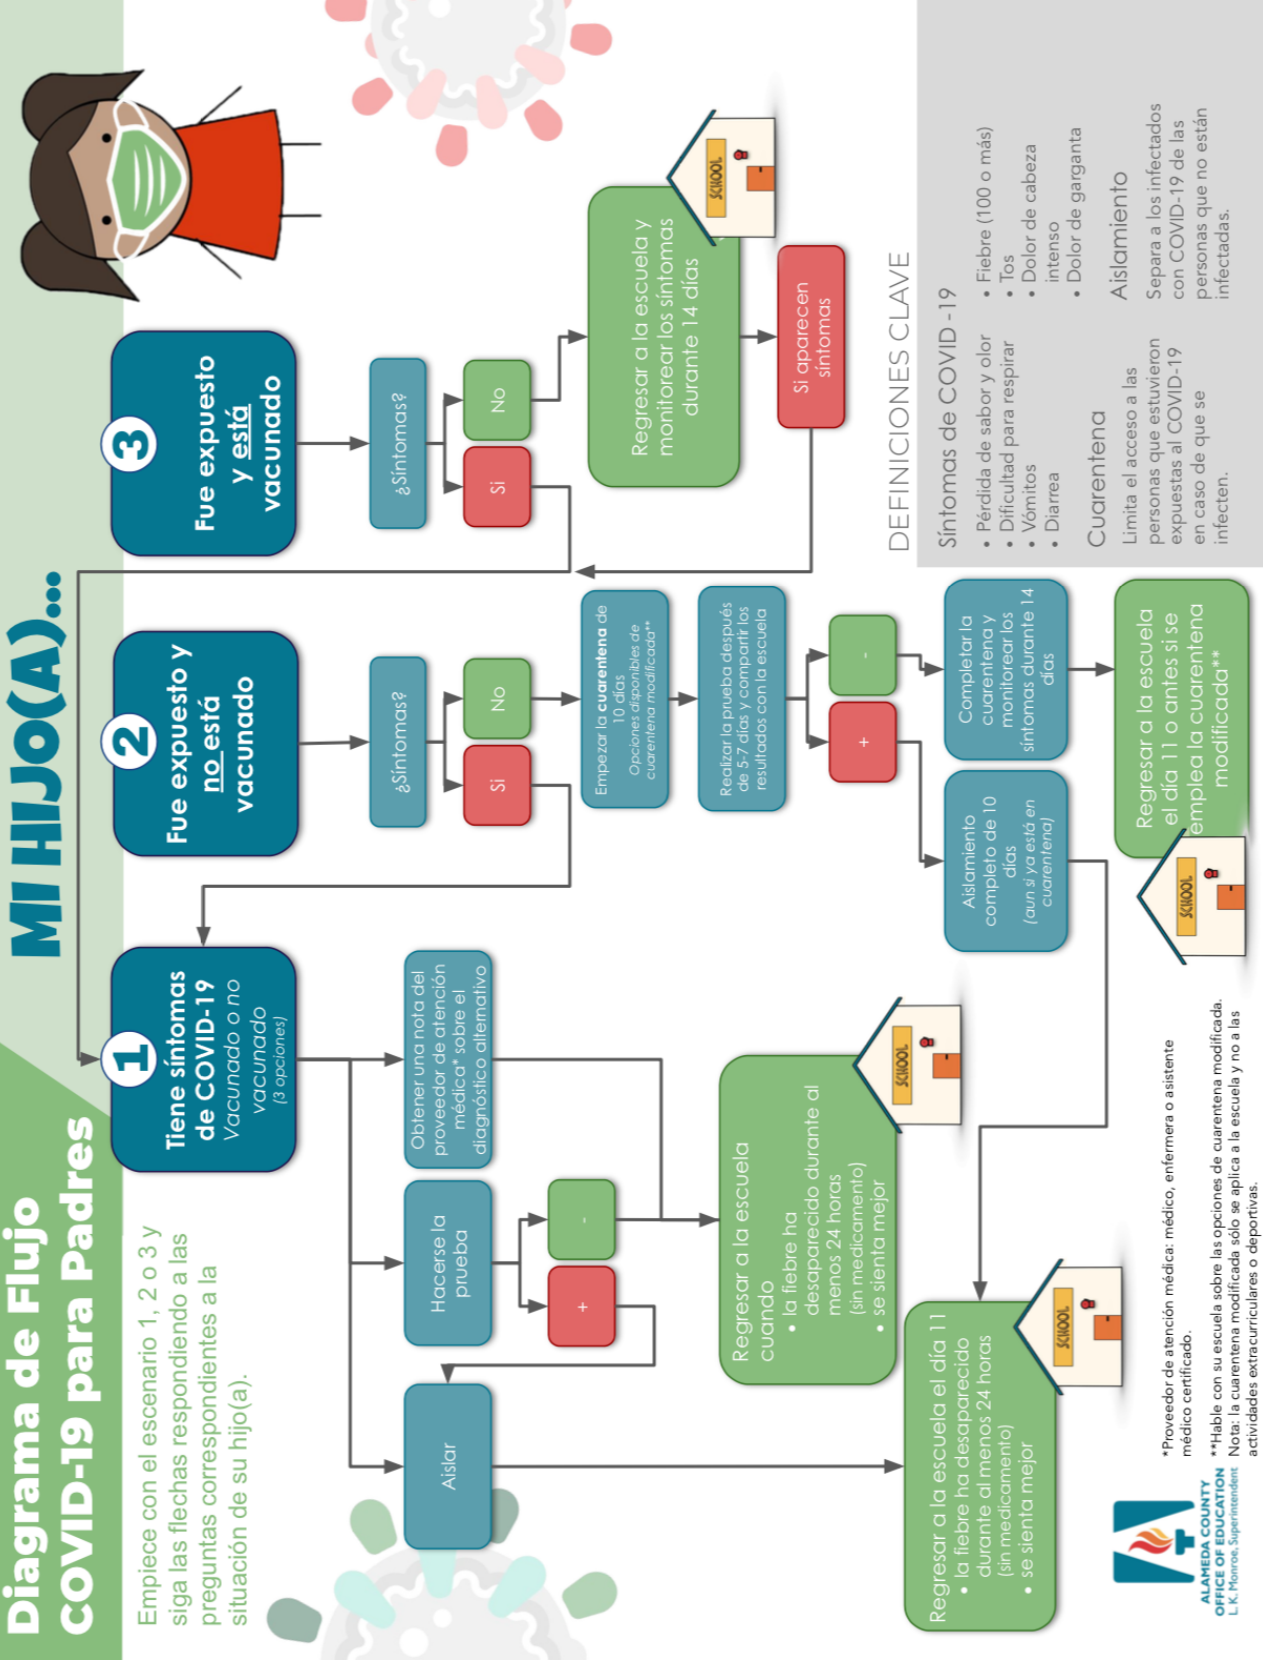 Diagrama de Flujo
COVID-19 para Padres
MI HIJO(A)...
Empiece con el escenario 1, 2 o 3 y
siga las flechas respondiendo a las
preguntas correspondientes a la
situación de su hijo(a).
1
Tiene síntomas
de COVID-19
Vacunado o no
vacunado
(3 opciones)
Aislar
Hacerse la
prueba
+
-
Obtener una nota del
proveedor de atención
médica* sobre el
diagnóstico alternativo
Regresar a la escuela
cuando
• la fiebre ha
desaparecido durante al
menos 24 horas
(sin medicamento)
• se sienta mejor
SCHOOL
Regresar a la escuela el día 11
• la fiebre ha desaparecido
durante al menos 24 horas
(sin medicamento)
• se sienta mejor
SCHOOL
2
Fue expuesto y
no está
vacunado
¿Síntomas?
Si
No
Empezar la cuarentena de
10 días
Opciones disponibles de
cuarentena modificada**
Realizar la prueba después
de 5-7 días y compartir los
resultados con la escuela
+
-
Aislamiento
completo de 10
días
(aun si ya está en
cuarentena)
Completar la
cuarentena y
monitorear los
síntomas durante 14
días
Regresar a la escuela
el día 11 o antes si se
emplea la cuarentena
modificada**
SCHOOL
3
Fue expuesto
y está
vacunado
¿Síntomas?
Si
No
Regresar a la escuela y
monitorear los síntomas
durante 14 días
SCHOOL
Si aparecen
síntomas
DEFINICIONES CLAVE
Síntomas de COVID -19
• Pérdida de sabor y olor
• Dificultad para respirar
• Vómitos
• Diarrea
• Fiebre (100 o más)
• Tos
• Dolor de cabeza
intenso
• Dolor de garganta
Cuarentena
Limita el acceso a las
personas que estuvieron
expuestas al COVID-19
en caso de que se
infecten.
Aislamiento
Separa a los infectados
con COVID-19 de las
personas que no están
infectadas.
ALAMEDA COUNTY
OFFICE OF EDUCATION
L. K. Monroe, Superintendent
*Proveedor de atención médica: médico, enfermera o asistente
médico certificado.
**Hable con su escuela sobre las opciones de cuarentena modificada.
Nota: la cuarentena modificada sólo se aplica a la escuela y no a las
actividades extracurriculares o deportivas.